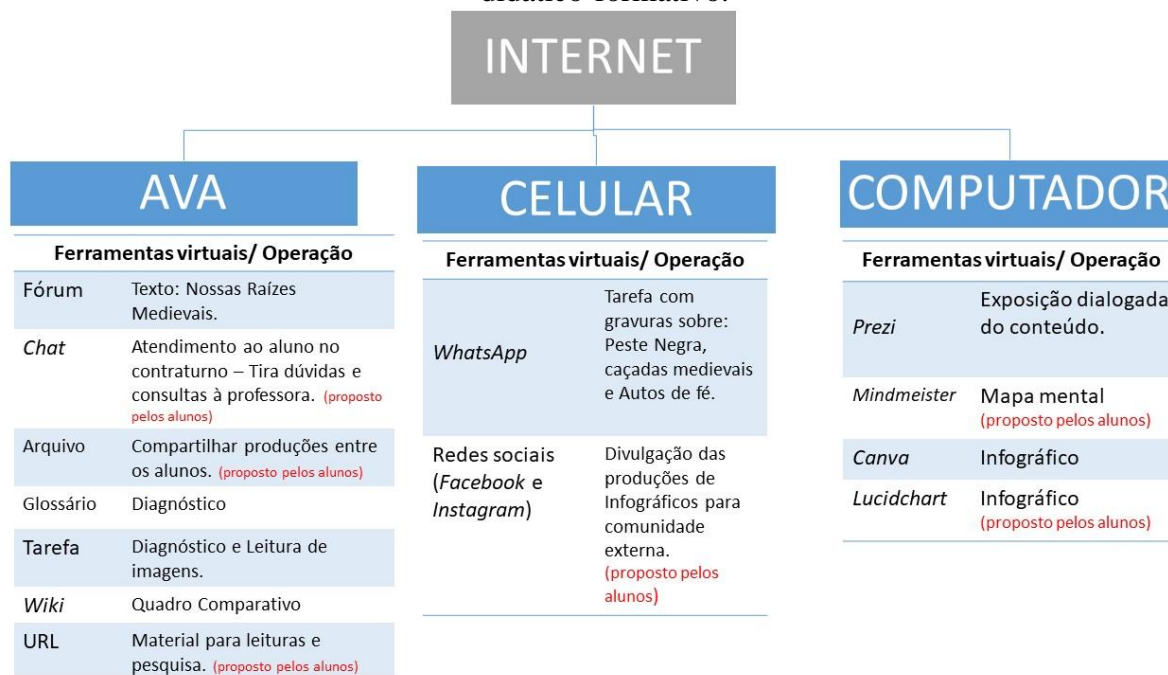 didático-formativo.
INTERNET
AVA
Ferramentas virtuais/ Operação
Fórum
Texto: Nossas Raízes
Medievais.
Chat
Atendimento ao aluno no
contraturno – Tira dúvidas e
consultas à professora. (proposto
pelos alunos)
Arquivo
Compartilhar produções entre
os alunos. (proposto pelos alunos)
Glossário
Diagnóstico
Tarefa
Diagnóstico e Leitura de
imagens.
Wiki
Quadro Comparativo
URL
Material para leituras e
pesquisa. (proposto pelos alunos)
CELULAR
Ferramentas virtuais/ Operação
WhatsApp
Tarefa com
gravuras sobre:
Peste Negra,
caçadas medievais
e Autos de fé.
Redes sociais
(Facebook e
Instagram)
Divulgação das
produções de
Infográficos para
comunidade
externa.
(proposto pelos
alunos)
COMPUTADOR
Ferramentas virtuais/ Operação
Prezi
Exposição dialogada
do conteúdo.
Mindmeister
Mapa mental
(proposto pelos alunos)
Canva
Infográfico
Lucidchart
Infográfico
(proposto pelos alunos)